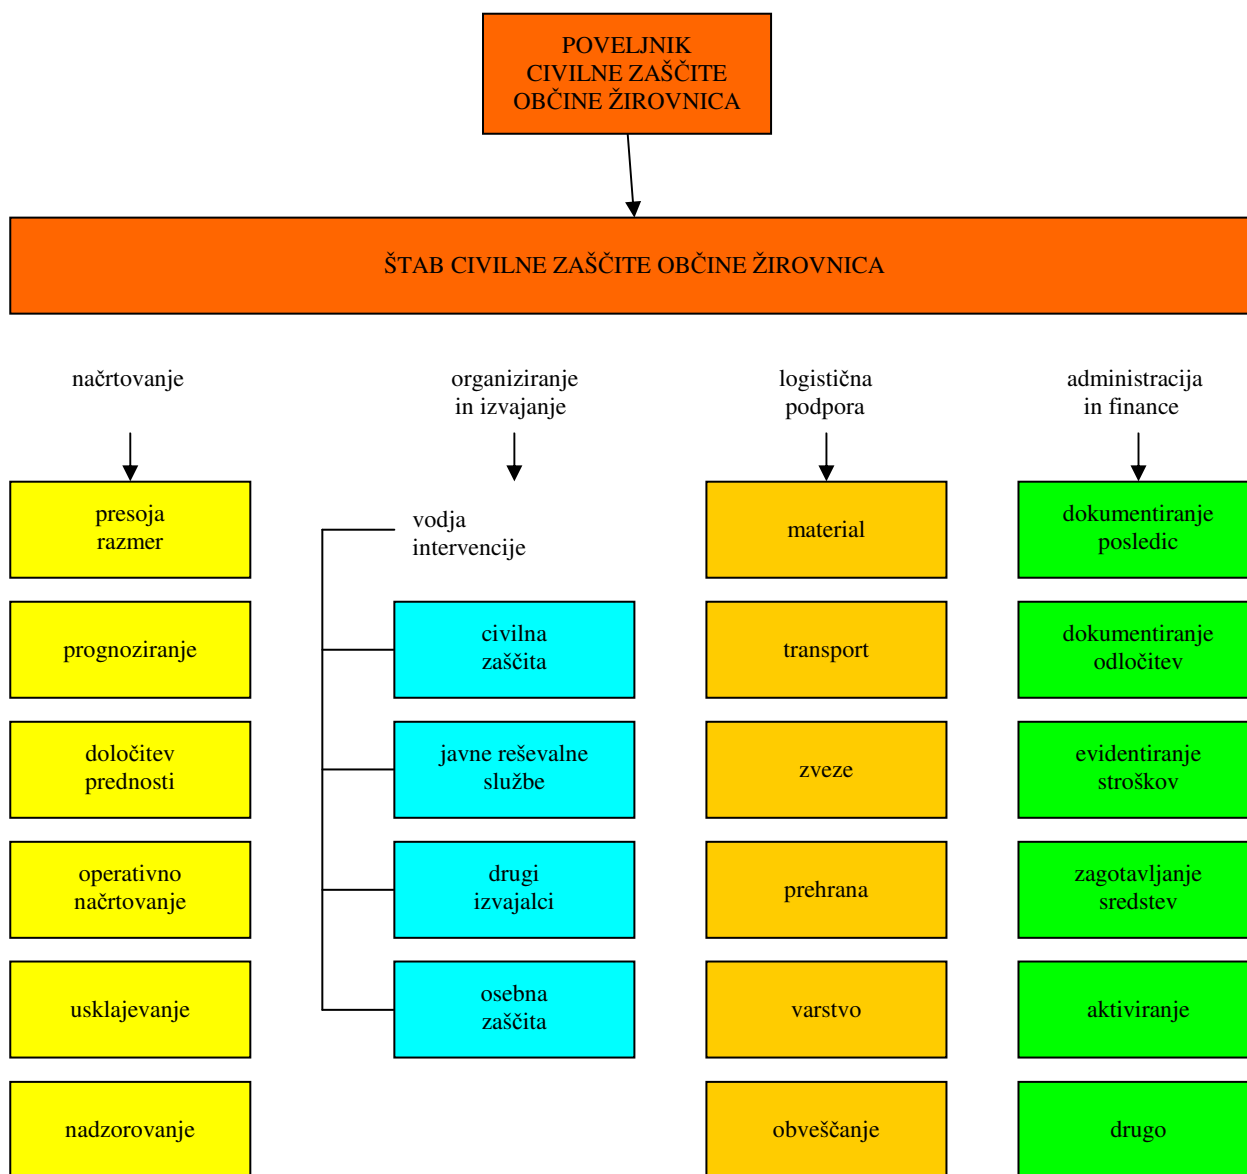 POVELJNIK
CIVILNE ZAŠČITE
OBČINE ŽIROVNICA
ŠTAB CIVILNE ZAŠČITE OBČINE ŽIROVNICA
načrtovanje
organiziranje
in izvajanje
logistična
podpora
administracija
in finance
presoja
razmer
vodja
intervencije
material
dokumentiranje
posledic
prognoziranje
civilna
zaščita
transport
dokumentiranje
odločitev
določitev
prednosti
javne reševalne
službe
zveze
evidentiranje
stroškov
operativno
načrtovanje
drugi
izvajalci
prehrana
zagotavljanje
sredstev
usklajevanje
osebna
zaščita
varstvo
aktiviranje
nadzorovanje
obveščanje
drugo